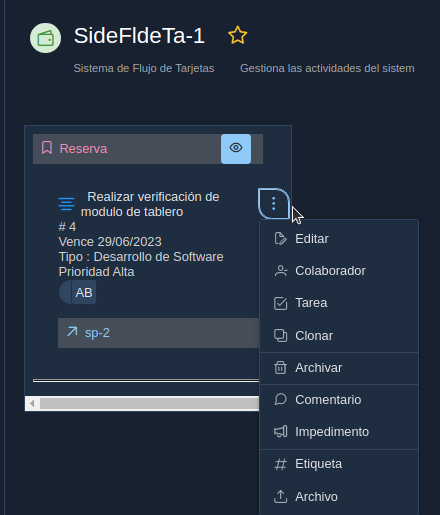 SideFldeTa-1
Sistema de Flujo de Tarjetas
Gestiona las actividades del sistem
Reserva
Realizar verificación de
modulo de tablero
# 4
Vence 29/06/2023
Tipo : Desarrollo de Software
Prioridad Alta
AB
sp-2
Editar
Colaborador
Tarea
Clonar
Archivar
Comentario
Impedimento
Etiqueta
Archivo